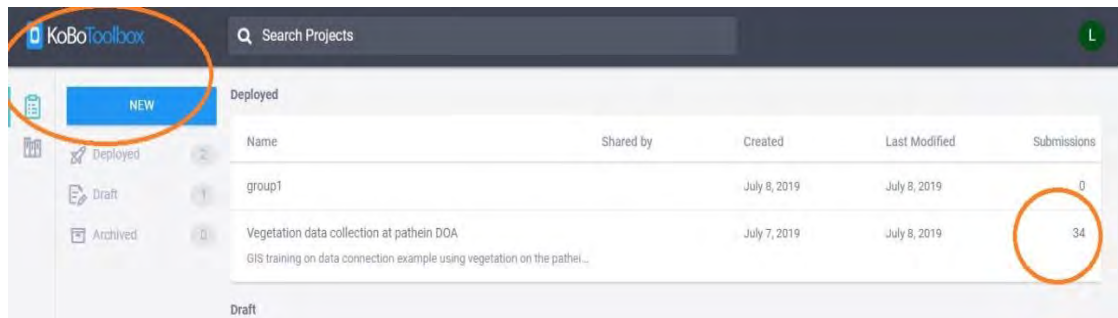 KoBoToolbox
Search Projects
L
NEW
Deployed 2
Draft 1
Archived 0
Deployed
Name Shared by Created Last Modified Submissions
group1 July 8, 2019 July 8, 2019 0
Vegetation data collection at pathein DOA July 7, 2019 July 8, 2019 34
GIS training on data connection example using vegetation on the pathei...
Draft